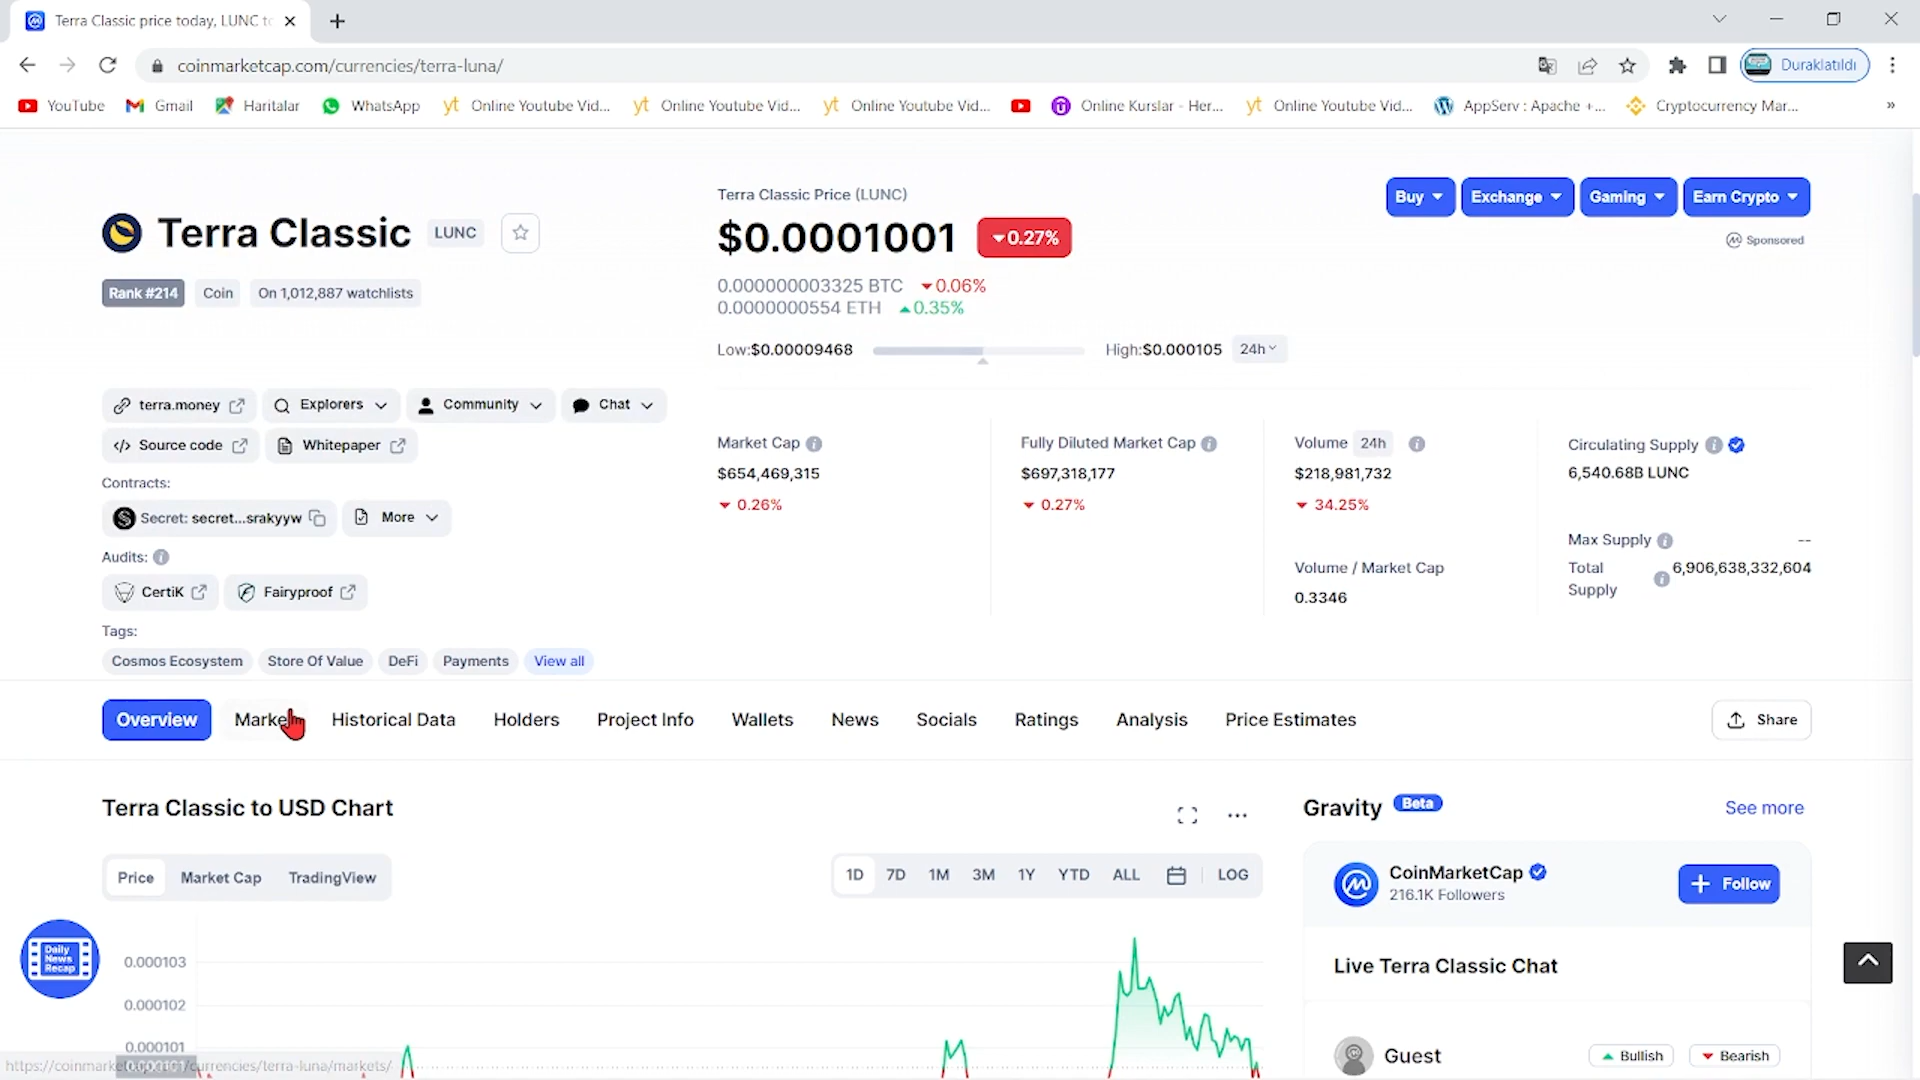 Terra Classic price today, LUNC to
coinmarketcap.com/currencies/terra-luna/
Duraklatıldı
YouTube
Gmail
Haritalar
WhatsApp
yt Online Youtube Vid...
yt Online Youtube Vid...
yt Online Youtube Vid...
Online Kurslar - Her...
yt Online Youtube Vid...
AppServ : Apache +...
Cryptocurrency Mar...
»
Terra Classic LUNC
Rank #214 Coin On 1,012,887 watchlists
Terra Classic Price (LUNC)
$0.0001001 0.27%
0.000000003325 BTC 0.06%
0.0000000554 ETH 0.35%
Low:$0.00009468 High:$0.000105 24h
Buy Exchange Gaming Earn Crypto
Sponsored
terra.money Explorers Community Chat
Source code Whitepaper
Contracts:
Secret: secret...srakyyw More
Audits:
CertiK Fairyproof
Tags:
Cosmos Ecosystem Store Of Value DeFi Payments View all
Market Cap
$654,469,315
0.26%
Fully Diluted Market Cap
$697,318,177
0.27%
Volume 24h
$218,981,732
34.25%
Volume / Market Cap
0.3346
Circulating Supply
6,540.68B LUNC
Max Supply --
Total Supply 6,906,638,332,604
Overview Historical Data Holders Project Info Wallets News Socials Ratings Analysis Price Estimates
Share
Terra Classic to USD Chart
Price Market Cap TradingView
1D 7D 1M 3M 1Y YTD ALL LOG
0.000103
0.000102
0.000101
Daily
News
Recap
Gravity Beta See more
CoinMarketCap
216.1K Followers
Follow
Live Terra Classic Chat
Guest Bullish Bearish